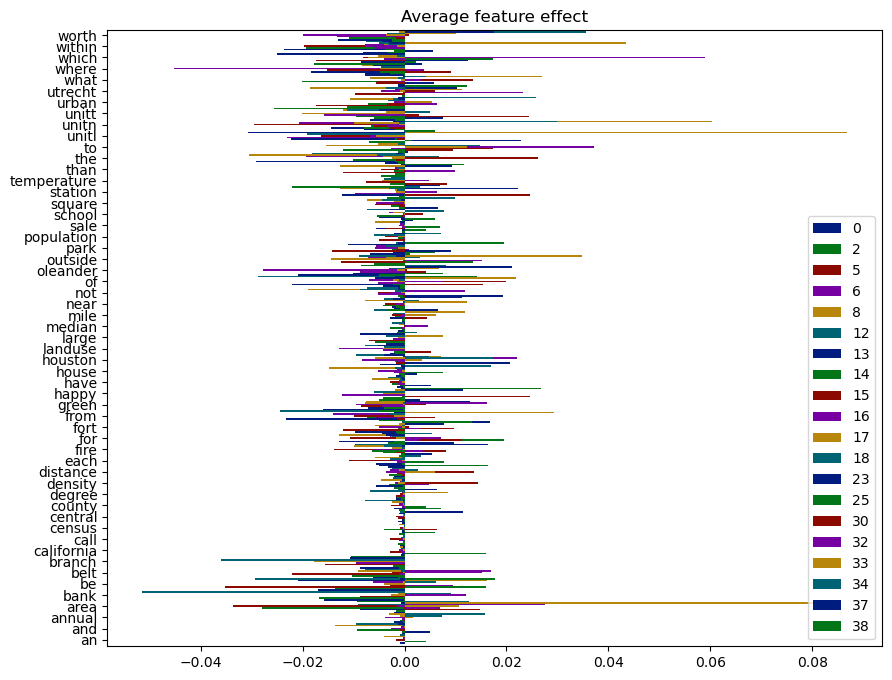 Average feature effect
worth
within
which
where
what
utrecht
urban
unitt
unitn
unitl
to
the
than
temperature
station
square
school
sale
population
park
outside
oleander
of
not
near
mile
median
large
landuse
houston
house
have
happy
green
from
fort
for
fire
each
distance
density
degree
county
central
census
call
california
branch
belt
be
bank
area
annual
and
an
0
2
5
6
8
12
13
14
15
16
17
18
23
25
30
32
33
34
37
38
−0.04
−0.02
0.00
0.02
0.04
0.06
0.08